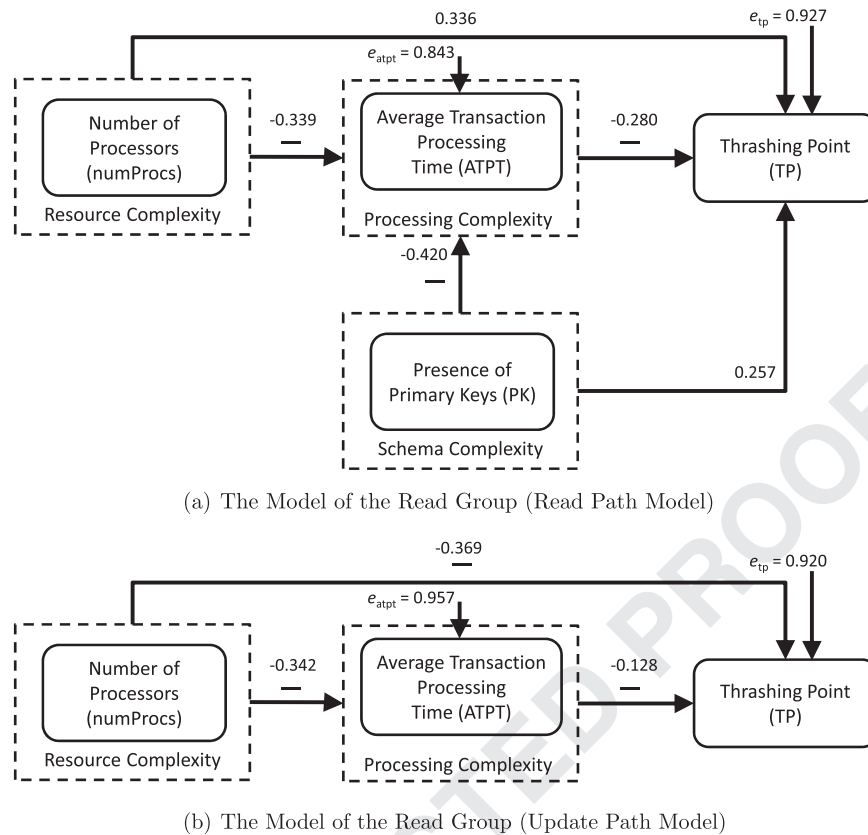 0.336
e_tp = 0.927
e_atpt = 0.843
Number of
Processors
(numProcs)
Resource Complexity
-0.339
Average Transaction
Processing
Time (ATPT)
Processing Complexity
-0.280
Thrashing Point
(TP)
-0.420
Presence of
Primary Keys (PK)
Schema Complexity
0.257
(a) The Model of the Read Group (Read Path Model)
-0.369
e_tp = 0.920
e_atpt = 0.957
Number of
Processors
(numProcs)
Resource Complexity
-0.342
Average Transaction
Processing
Time (ATPT)
Processing Complexity
-0.128
Thrashing Point
(TP)
(b) The Model of the Read Group (Update Path Model)
CTED PROOF